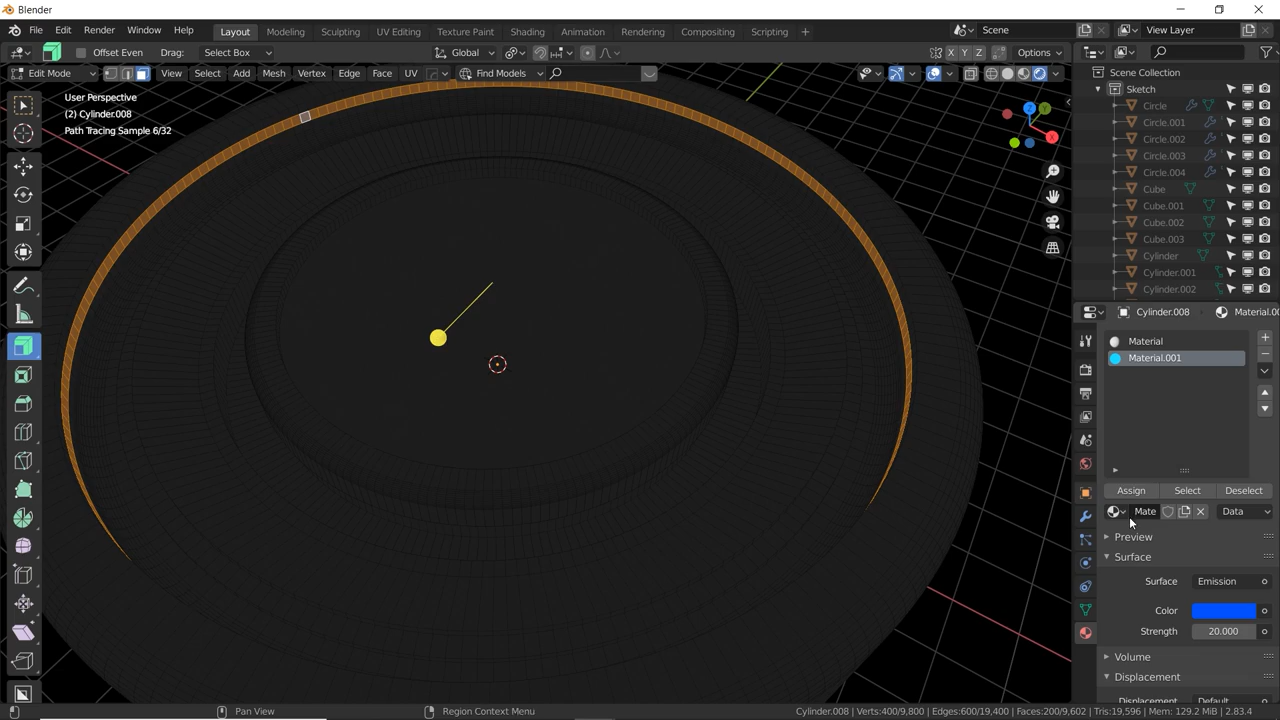 Blender
File Edit Render Window Help Layout Modeling Sculpting UV Editing Texture Paint Shading Animation Rendering Compositing Scripting + Scene View Layer
Offset Even Drag: Select Box Global X Y Z Options
Edit Mode View Select Add Mesh Vertex Edge Face UV Find Models
User Perspective
(2) Cylinder.008
Path Tracing Sample 6/32
X
Y
Z
Scene Collection
Sketch
Circle
Circle.001
Circle.002
Circle.003
Circle.004
Cube
Cube.001
Cube.002
Cube.003
Cylinder
Cylinder.001
Cylinder.002
Cylinder.008 Material.00
Material
Material.001
Assign Select Deselect
Mate Data
Preview
Surface
Surface Emission
Color
Strength 20.000
Volume
Displacement
Displacement Default
Pan View Region Context Menu Cylinder.008 | Verts:400/9,800 | Edges:600/19,400 | Faces:200/9,602 | Tris:19,596 | Mem: 129.2 MiB | 2.83.4